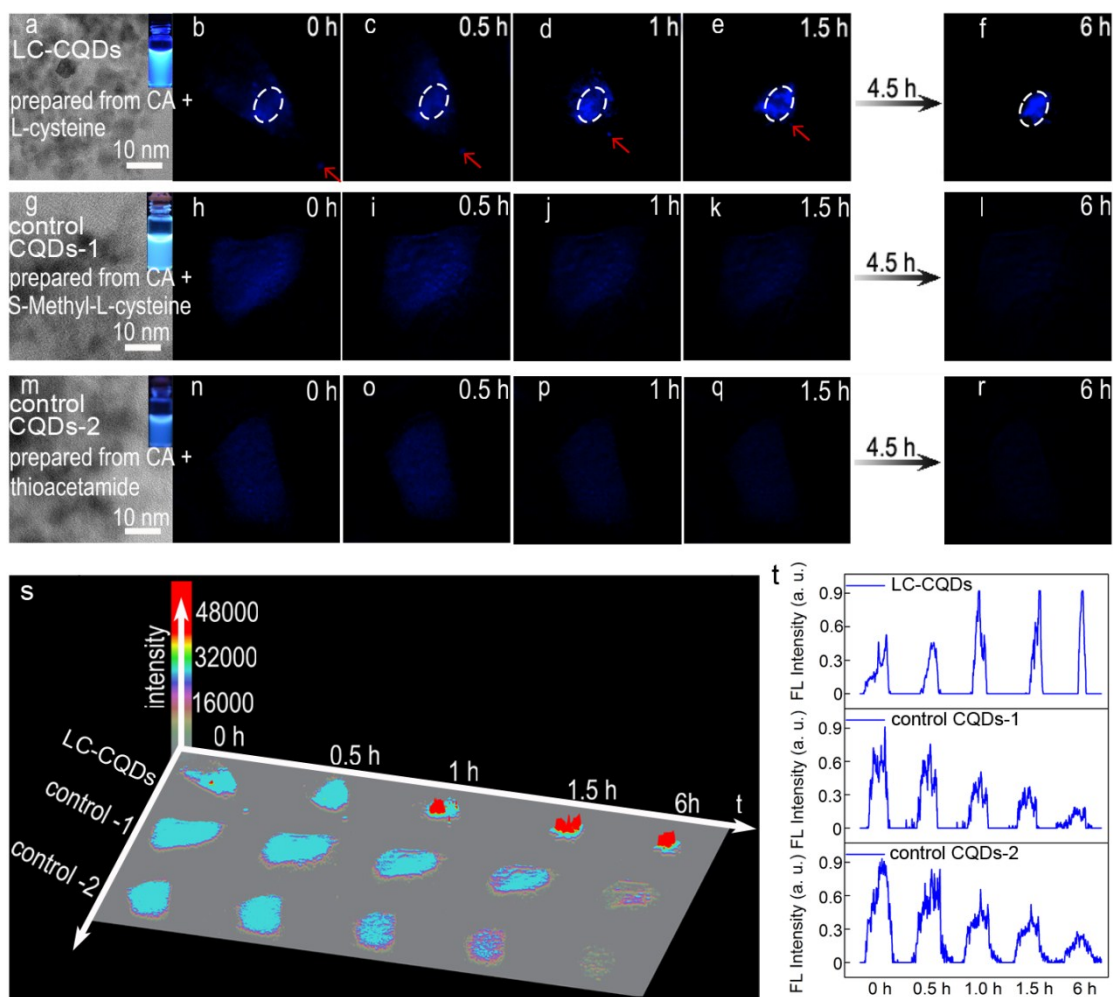 a
LC-CQDs
prepared from CA +
L-cysteine
10 nm
b
0 h
c
0.5 h
d
1 h
e
1.5 h
4.5 h
f
6 h
g
control
CQDs-1
prepared from CA +
S-Methyl-L-cysteine
10 nm
h
0 h
i
0.5 h
j
1 h
k
1.5 h
4.5 h
l
6 h
m
control
CQDs-2
prepared from CA +
thioacetamide
10 nm
n
0 h
o
0.5 h
p
1 h
q
1.5 h
4.5 h
r
6 h
s
intensity
48000
32000
16000
0 h
0.5 h
1 h
1.5 h
6h
t
LC-CQDs
control -1
control -2
t
FL Intensity (a. u.)
0.9
0.6
0.3
0
LC-CQDs
FL Intensity (a. u.)
0.9
0.6
0.3
0
control CQDs-1
FL Intensity (a. u.)
0.9
0.6
0.3
0
control CQDs-2
0 h
0.5 h
1.0 h
1.5 h
6 h